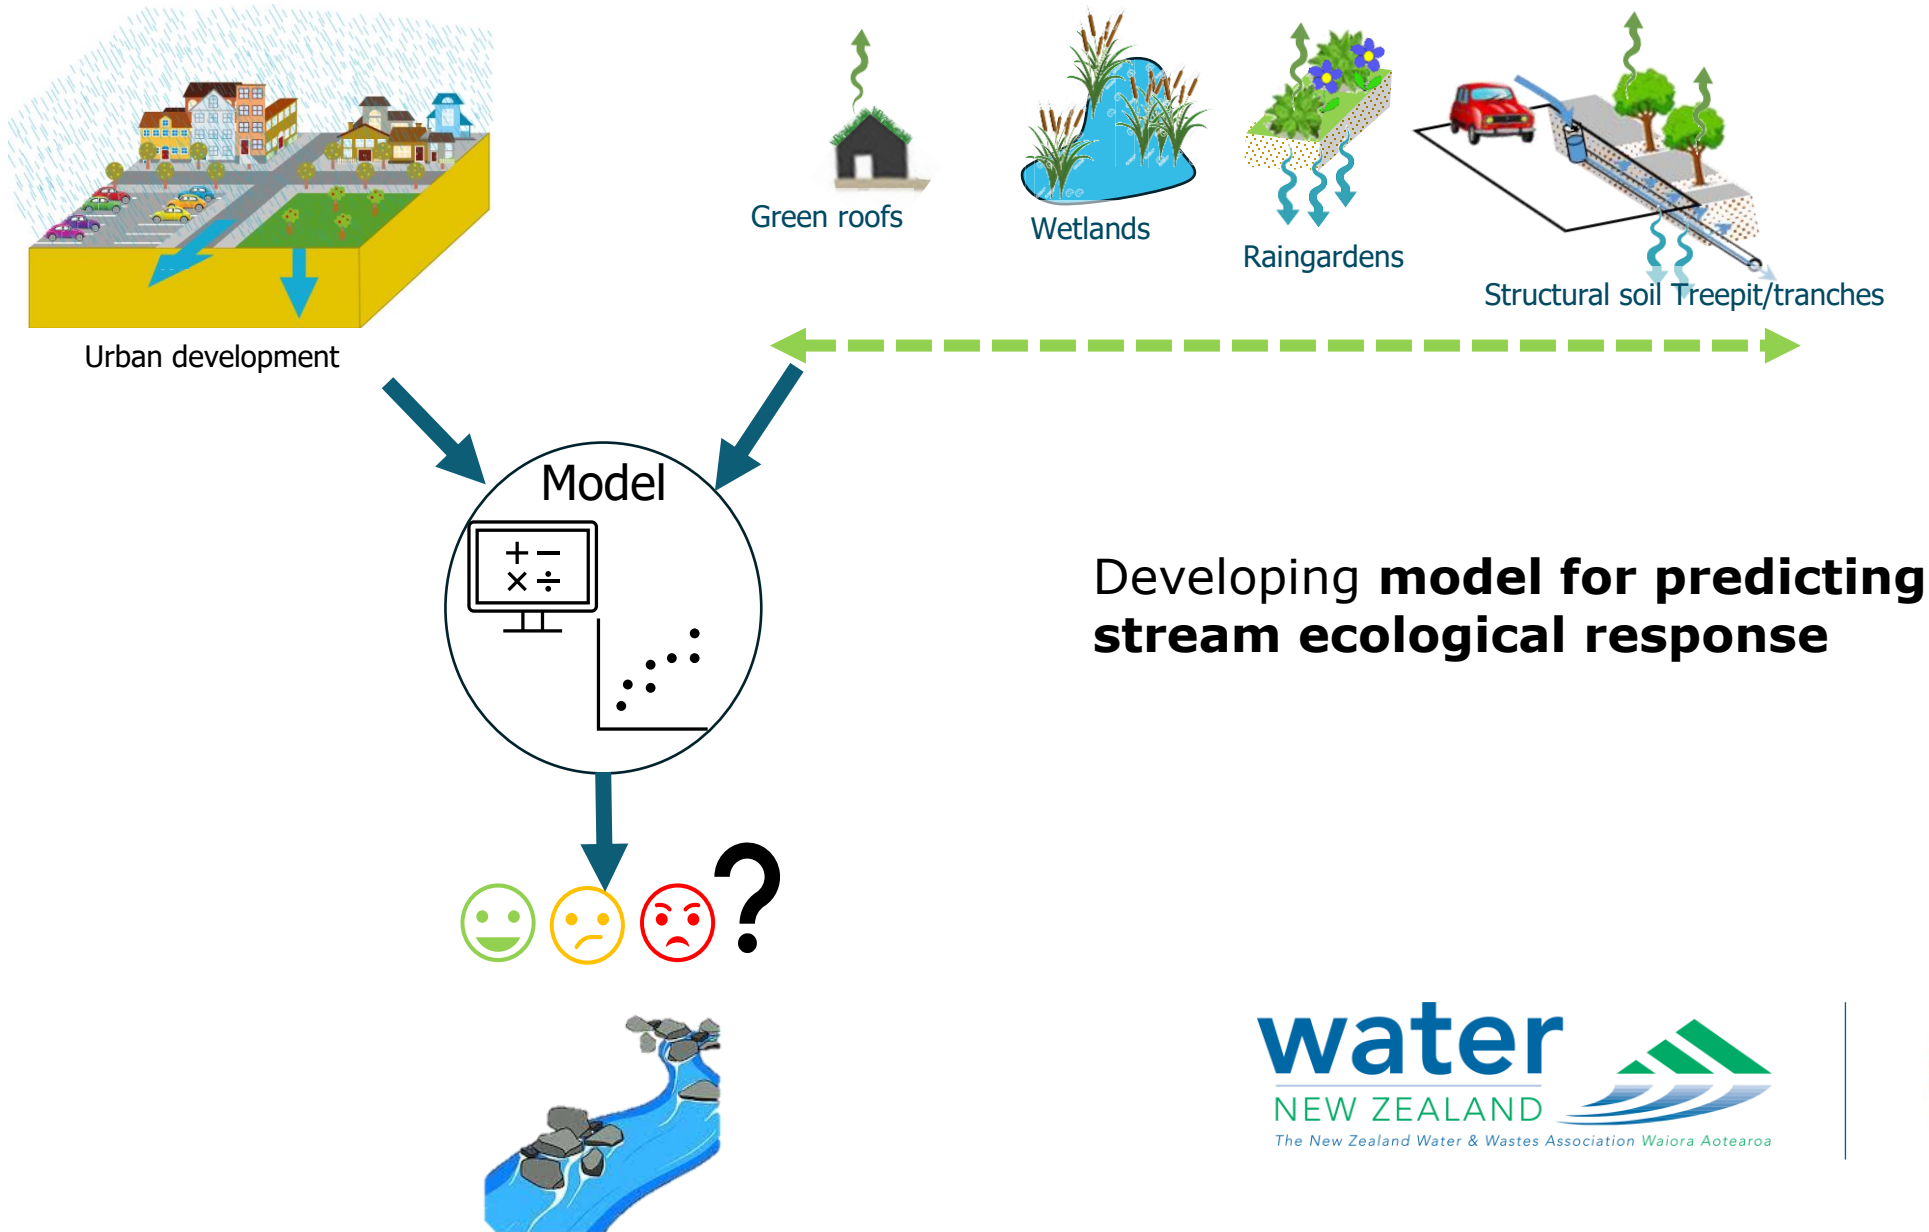 Green roofs
Wetlands
Raingardens
Structural soil Treepit/tranches
Urban development
Model
+ −
× ÷
Developing model for predicting
stream ecological response
?
water
NEW ZEALAND
The New Zealand Water & Wastes Association Waiora Aotearoa